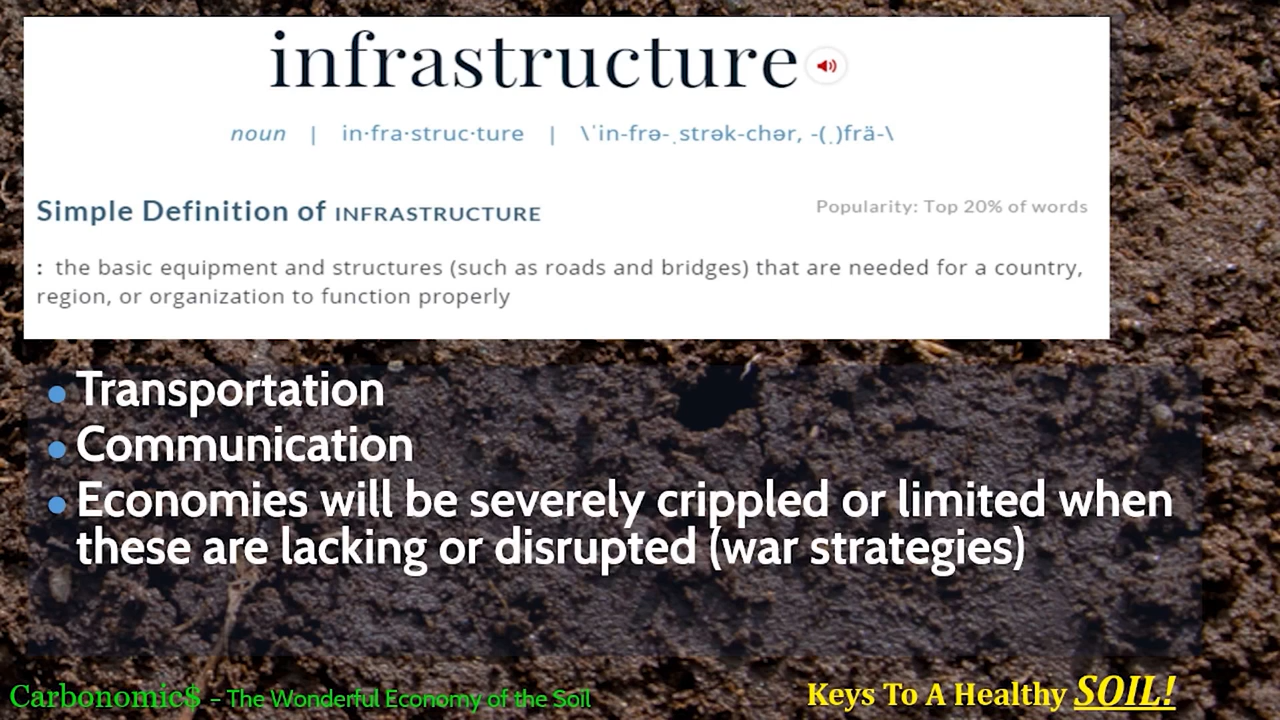 infrastructure
noun | in·fra·struc·ture | \ˈin-frə-ˌstrək-chər, -(ˌ)frä-\
Simple Definition of INFRASTRUCTURE
Popularity: Top 20% of words
: the basic equipment and structures (such as roads and bridges) that are needed for a country,
region, or organization to function properly
• Transportation
• Communication
• Economies will be severely crippled or limited when
these are lacking or disrupted (war strategies)
Carbonomic$ – The Wonderful Economy of the Soil
Keys To A Healthy SOIL!